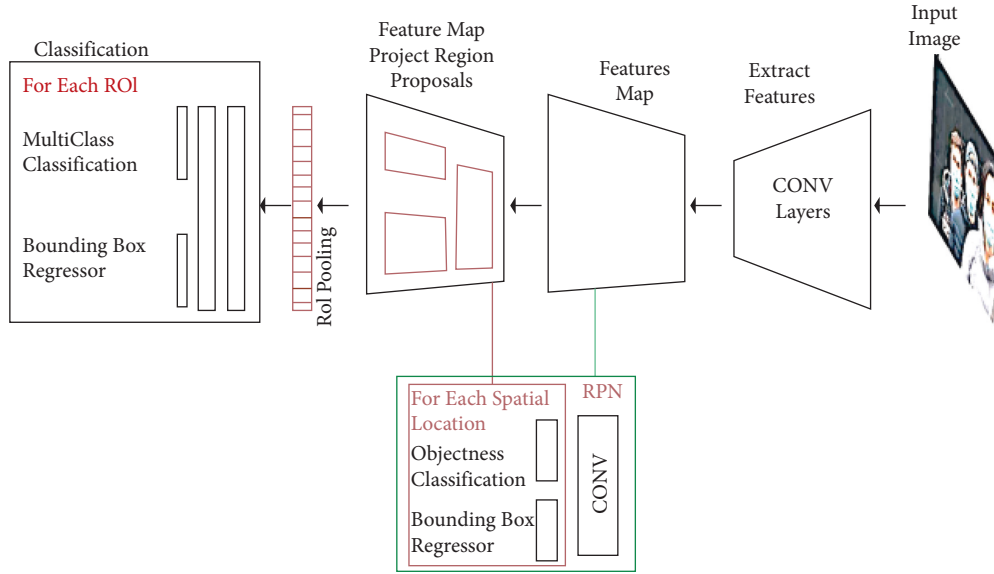 Classification
For Each ROl
MultiClass
Classification
Bounding Box
Regressor
Rol Pooling
Feature Map
Project Region
Proposals
Features
Map
Extract
Features
CONV
Layers
Input
Image
For Each Spatial
Location
Objectness
Classification
Bounding Box
Regressor
RPN
CONV